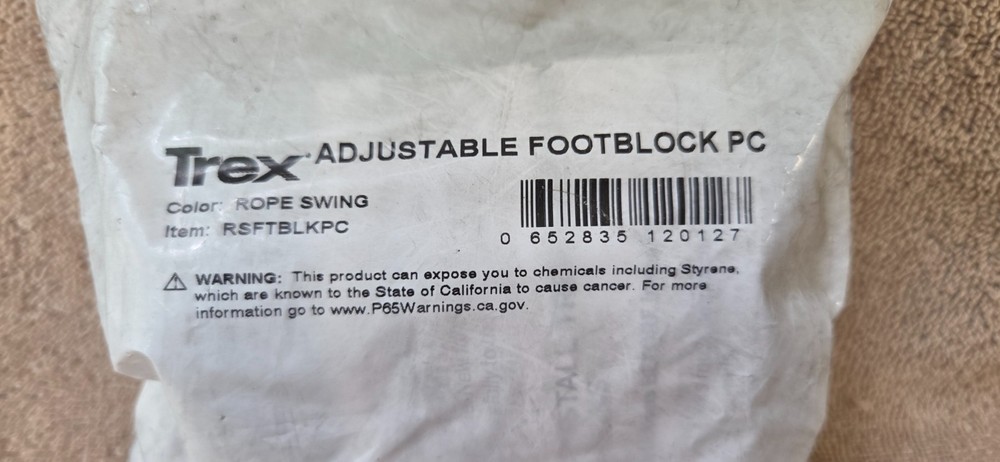 Trex ADJUSTABLE FOOTBLOCK PC
Color: ROPE SWING
Item: RSFTBLKPC
0 652835 120127
⚠ WARNING: This product can expose you to chemicals including Styrene,
which are known to the State of California to cause cancer. For more
information go to www.P65Warnings.ca.gov.